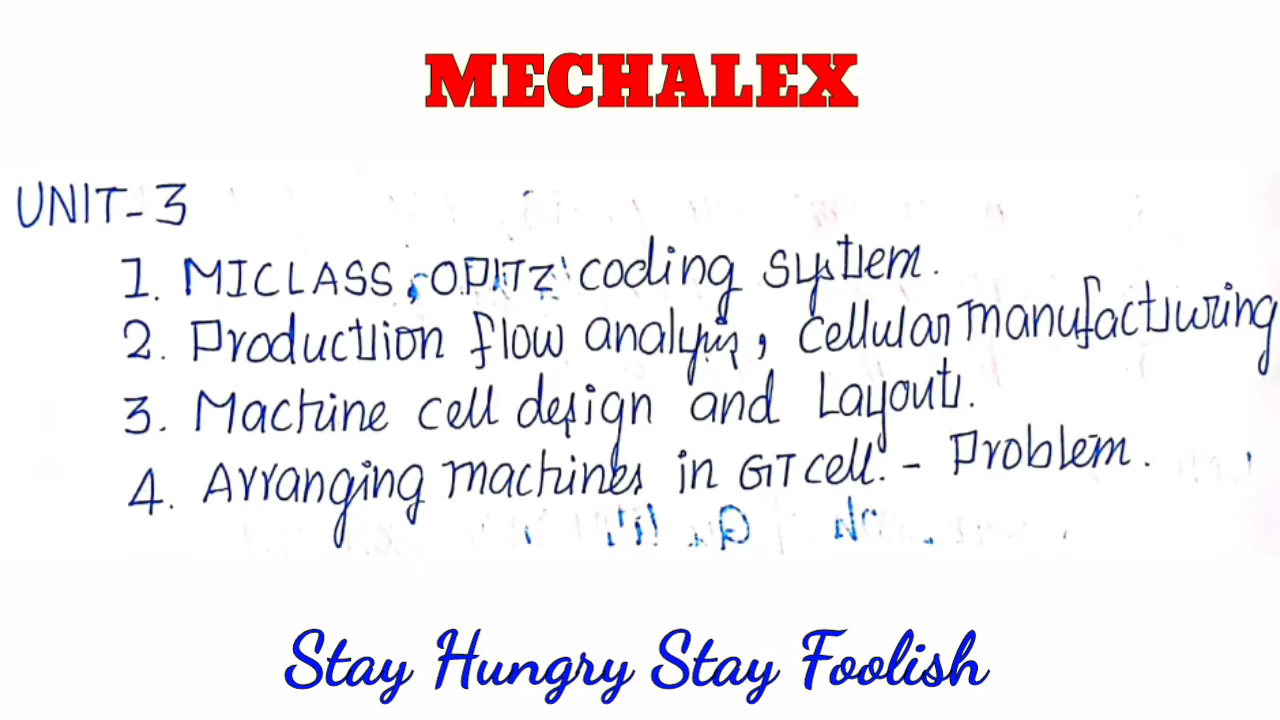 MECHALEX
UNIT-3
1. MICLASS, OPITZ coding system.
2. Production flow analysis, cellular manufacturing
3. Machine cell design and Layout.
4. Arranging machines in GT cell. - Problem.
Stay Hungry Stay Foolish